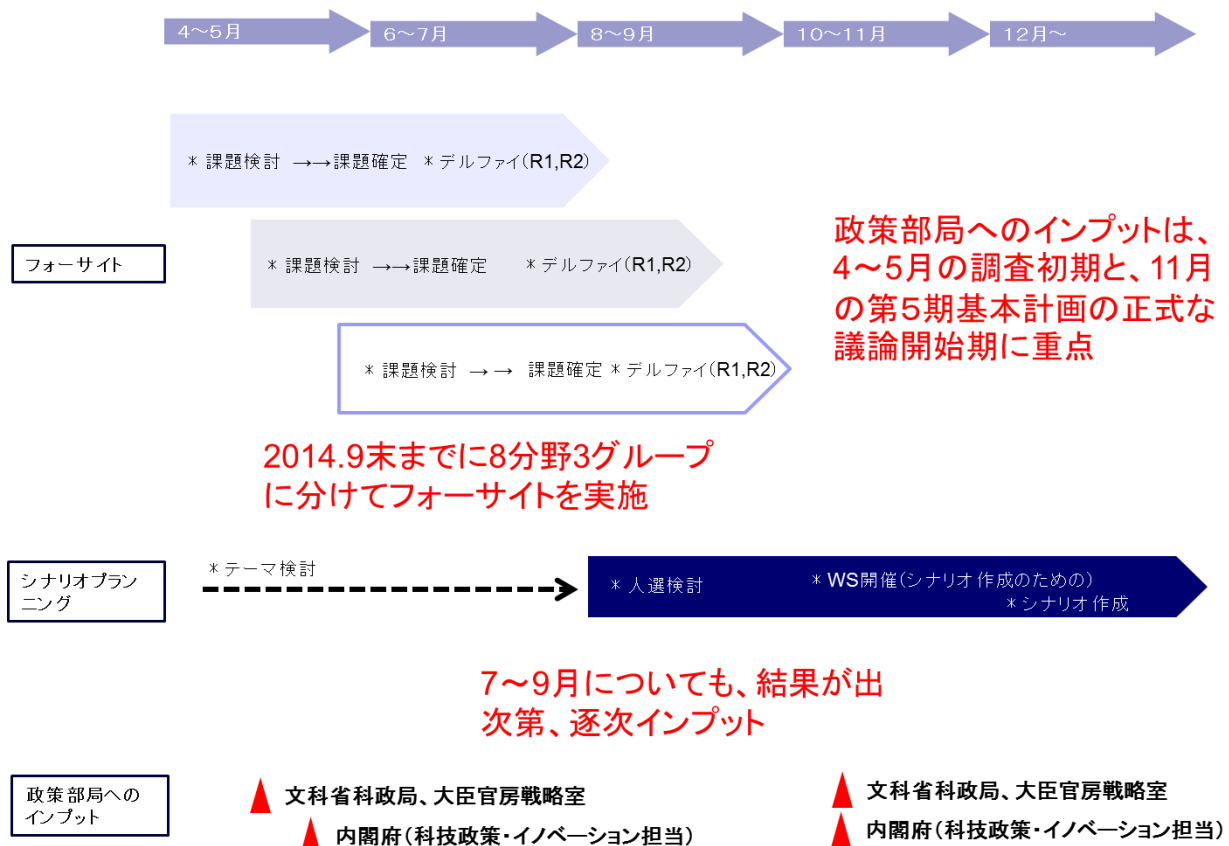 4～5月
6～7月
8～9月
10～11月
12月～
＊課題検討 →→課題確定 ＊デルファイ(R1,R2)
フォーサイト
＊課題検討 →→課題確定 ＊デルファイ(R1,R2)
政策部局へのインプットは、
4～5月の調査初期と、11月
の第5期基本計画の正式な
議論開始期に重点
＊課題検討 → → 課題確定 ＊デルファイ(R1,R2)
2014.9末までに8分野3グループ
に分けてフォーサイトを実施
シナリオプラン
ニング
＊テーマ検討
＊人選検討
＊WS開催(シナリオ作成のための)
＊シナリオ作成
7～9月についても、結果が出
次第、逐次インプット
政策部局への
インプット
文科省科政局、大臣官房戦略室
内閣府(科技政策・イノベーション担当)
文科省科政局、大臣官房戦略室
内閣府(科技政策・イノベーション担当)